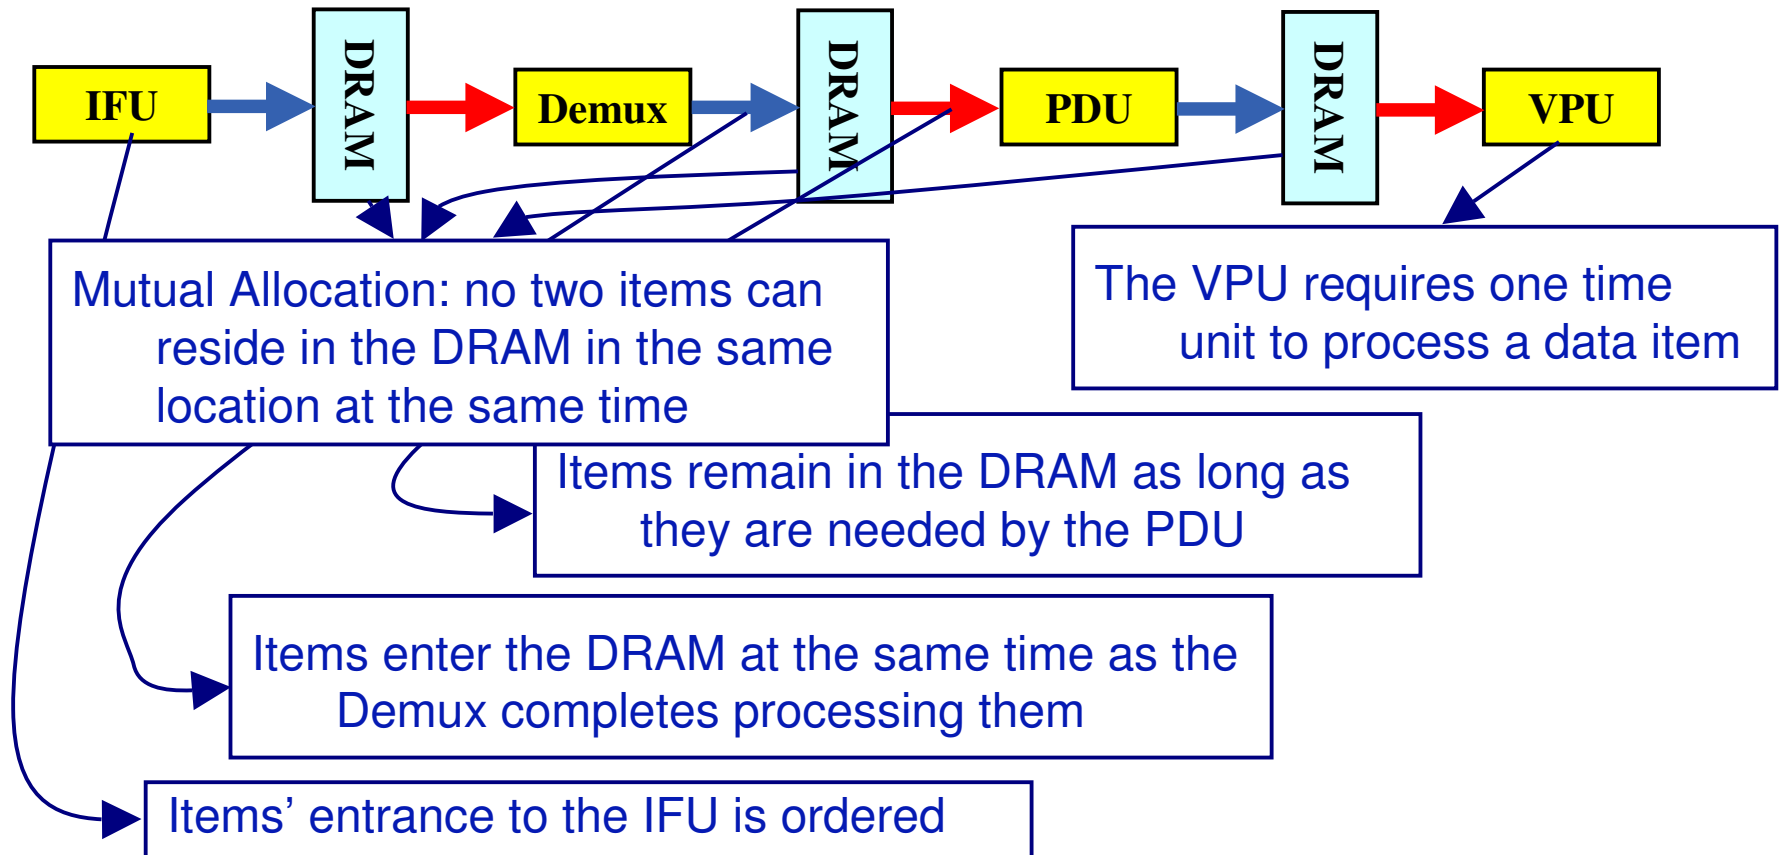 IFU
DRAM
Demux
DRAM
PDU
DRAM
VPU
Mutual Allocation: no two items can
reside in the DRAM in the same
location at the same time
The VPU requires one time
unit to process a data item
Items remain in the DRAM as long as
they are needed by the PDU
Items enter the DRAM at the same time as the
Demux completes processing them
Items’ entrance to the IFU is ordered